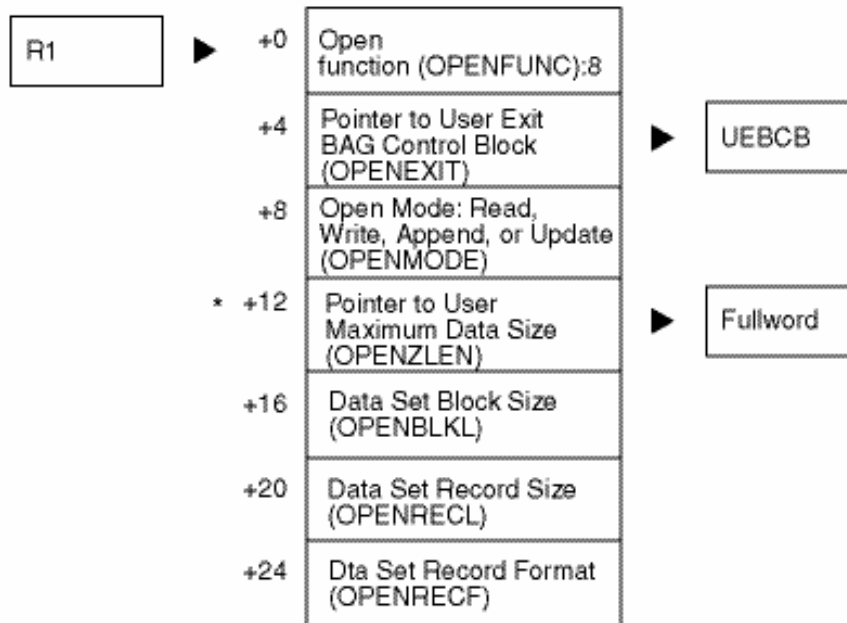 R1
+0 Open
function (OPENFUNC):8
+4 Pointer to User Exit
BAG Control Block
(OPENEXIT)
UEBCB
+8 Open Mode: Read,
Write, Append, or Update
(OPENMODE)
* +12 Pointer to User
Maximum Data Size
(OPENZLEN)
Fullword
+16 Data Set Block Size
(OPENBLKL)
+20 Data Set Record Size
(OPENRECL)
+24 Dta Set Record Format
(OPENRECF)